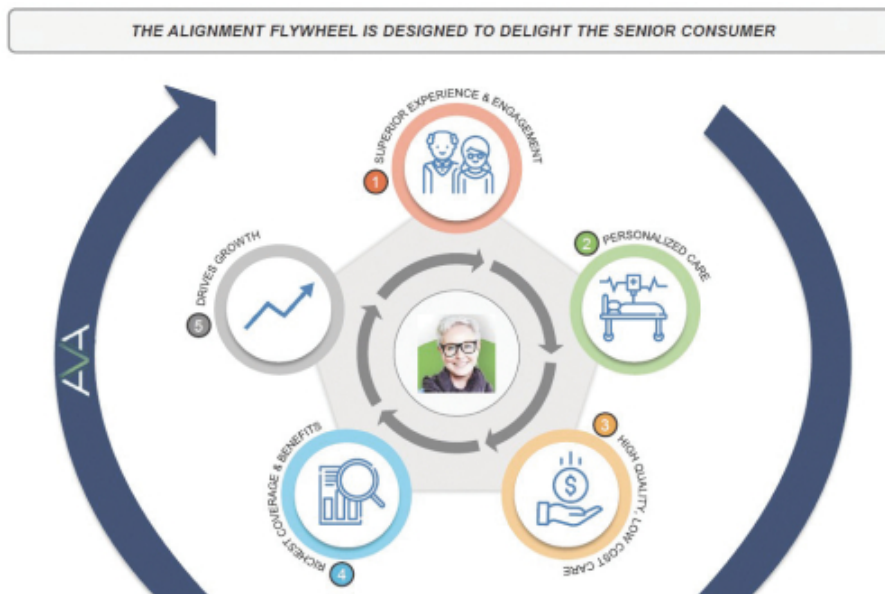 THE ALIGNMENT FLYWHEEL IS DESIGNED TO DELIGHT THE SENIOR CONSUMER
1 SUPERIOR EXPERIENCE & ENGAGEMENT
2 PERSONALIZED CARE
3 HIGH QUALITY, LOW COST CARE
$
4 RICHEST COVERAGE & BENEFITS
5 DRIVES GROWTH
AVA